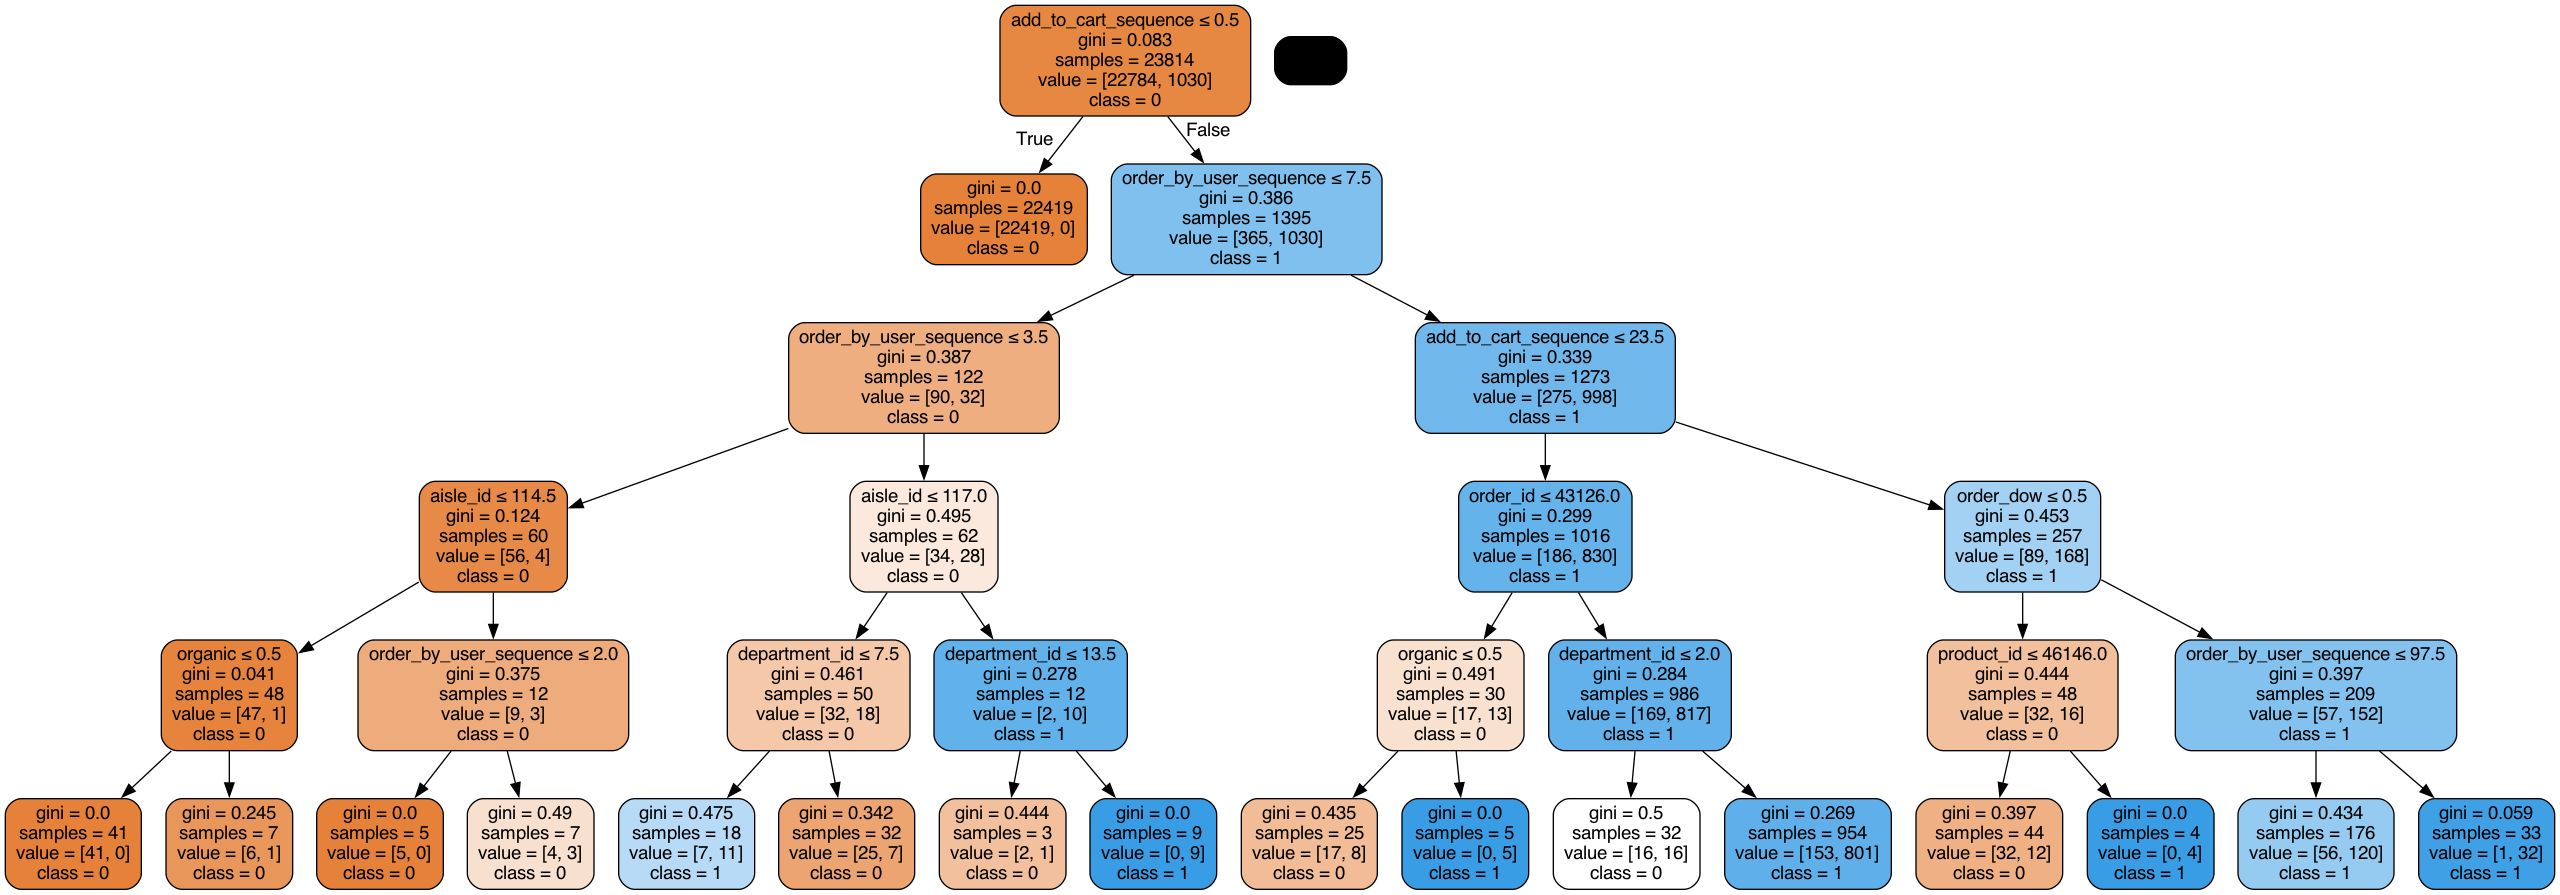 add_to_cart_sequence ≤ 0.5
gini = 0.083
samples = 23814
value = [22784, 1030]
class = 0
True
False
gini = 0.0
samples = 22419
value = [22419, 0]
class = 0
order_by_user_sequence ≤ 7.5
gini = 0.386
samples = 1395
value = [365, 1030]
class = 1
order_by_user_sequence ≤ 3.5
gini = 0.387
samples = 122
value = [90, 32]
class = 0
add_to_cart_sequence ≤ 23.5
gini = 0.339
samples = 1273
value = [275, 998]
class = 1
aisle_id ≤ 114.5
gini = 0.124
samples = 60
value = [56, 4]
class = 0
aisle_id ≤ 117.0
gini = 0.495
samples = 62
value = [34, 28]
class = 0
order_id ≤ 43126.0
gini = 0.299
samples = 1016
value = [186, 830]
class = 1
order_dow ≤ 0.5
gini = 0.453
samples = 257
value = [89, 168]
class = 1
organic ≤ 0.5
gini = 0.041
samples = 48
value = [47, 1]
class = 0
order_by_user_sequence ≤ 2.0
gini = 0.375
samples = 12
value = [9, 3]
class = 0
department_id ≤ 7.5
gini = 0.461
samples = 50
value = [32, 18]
class = 0
department_id ≤ 13.5
gini = 0.278
samples = 12
value = [2, 10]
class = 1
organic ≤ 0.5
gini = 0.491
samples = 30
value = [17, 13]
class = 0
department_id ≤ 2.0
gini = 0.284
samples = 986
value = [169, 817]
class = 1
product_id ≤ 46146.0
gini = 0.444
samples = 48
value = [32, 16]
class = 0
order_by_user_sequence ≤ 97.5
gini = 0.397
samples = 209
value = [57, 152]
class = 1
gini = 0.0
samples = 41
value = [41, 0]
class = 0
gini = 0.245
samples = 7
value = [6, 1]
class = 0
gini = 0.0
samples = 5
value = [5, 0]
class = 0
gini = 0.49
samples = 7
value = [4, 3]
class = 0
gini = 0.475
samples = 18
value = [7, 11]
class = 1
gini = 0.342
samples = 32
value = [25, 7]
class = 0
gini = 0.444
samples = 3
value = [2, 1]
class = 0
gini = 0.0
samples = 9
value = [0, 9]
class = 1
gini = 0.435
samples = 25
value = [17, 8]
class = 0
gini = 0.0
samples = 5
value = [0, 5]
class = 1
gini = 0.5
samples = 32
value = [16, 16]
class = 0
gini = 0.269
samples = 954
value = [153, 801]
class = 1
gini = 0.397
samples = 44
value = [32, 12]
class = 0
gini = 0.0
samples = 4
value = [0, 4]
class = 1
gini = 0.434
samples = 176
value = [56, 120]
class = 1
gini = 0.059
samples = 33
value = [1, 32]
class = 1